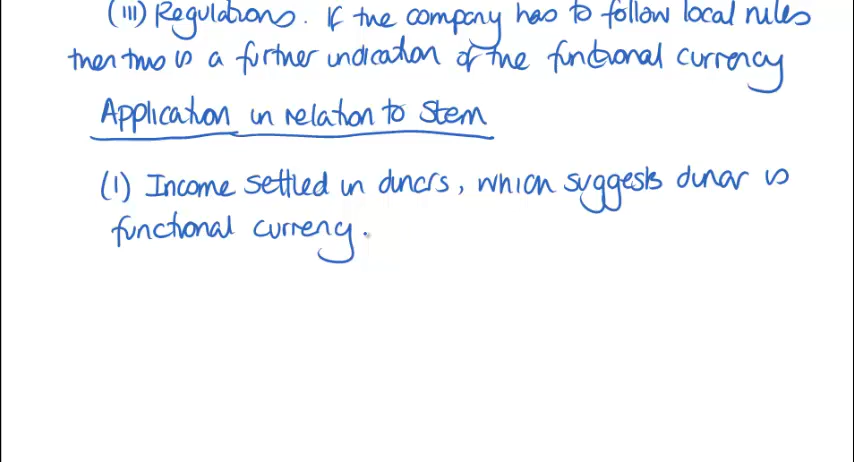 (iii) Regulations. If the company has to follow local rules
then this is a further indication of the functional currency
Application in relation to Stem
(1) Income settled in dinars, which suggests dinar is
functional currency.